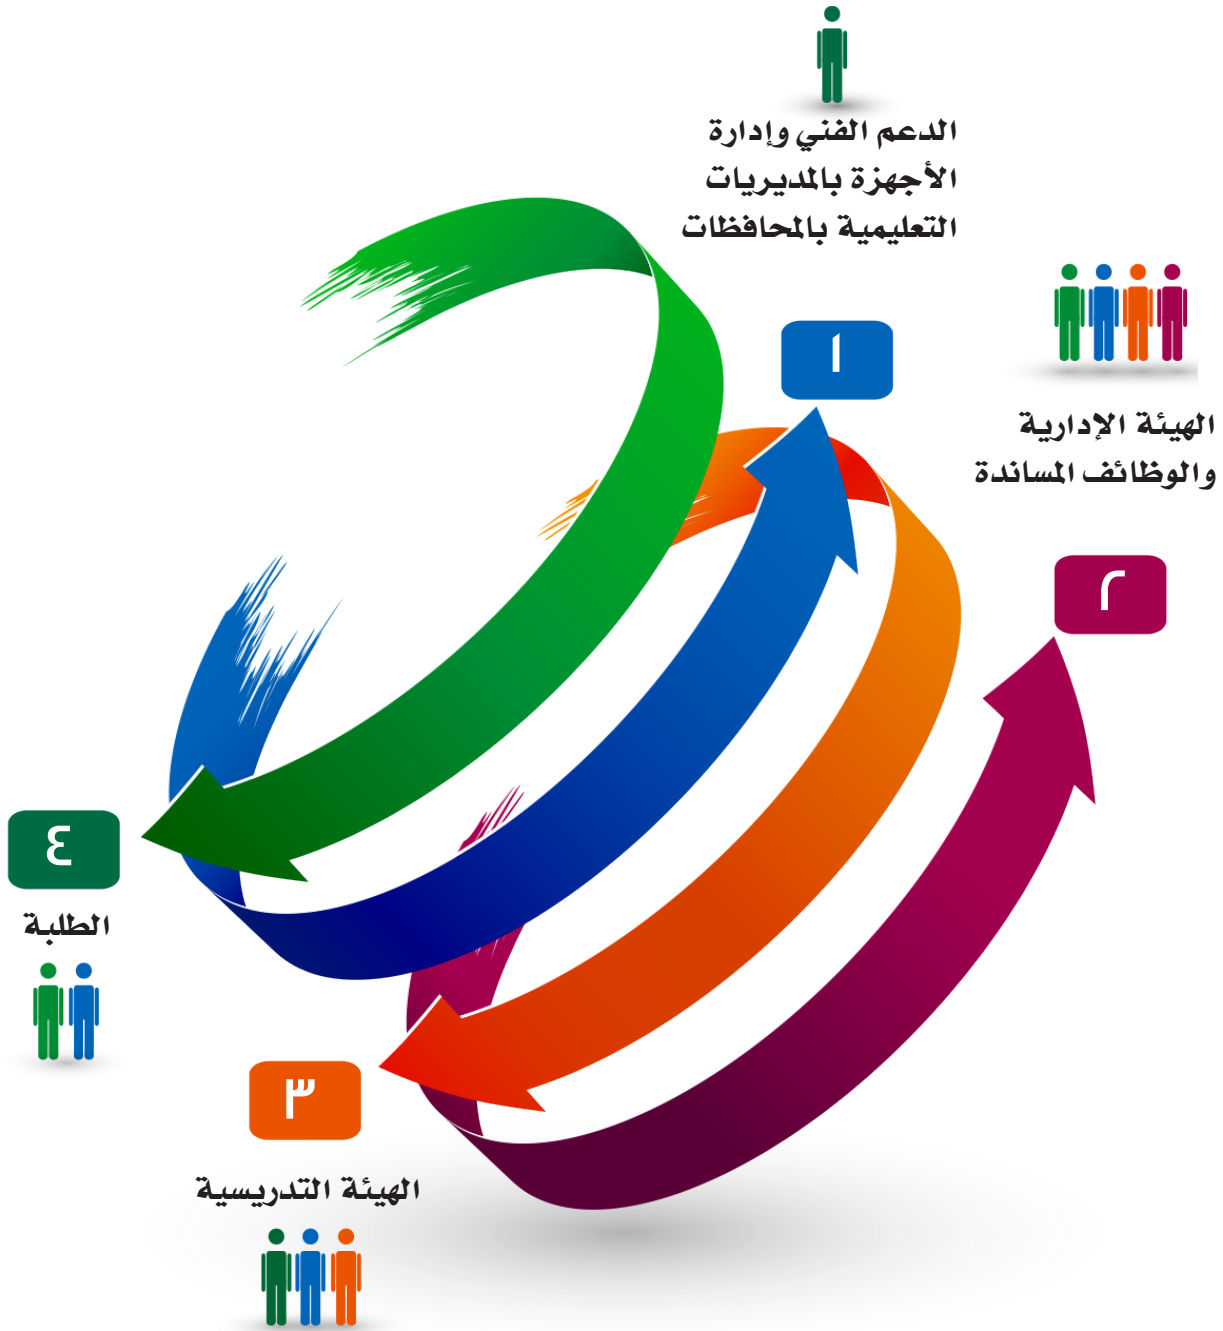 الدعم الفني وإدارة
الأجهزة بالمديريات
التعليمية بالمحافظات
١
الهيئة الإدارية
والوظائف المساندة
٢
٣
الهيئة التدريسية
٤
الطلبة